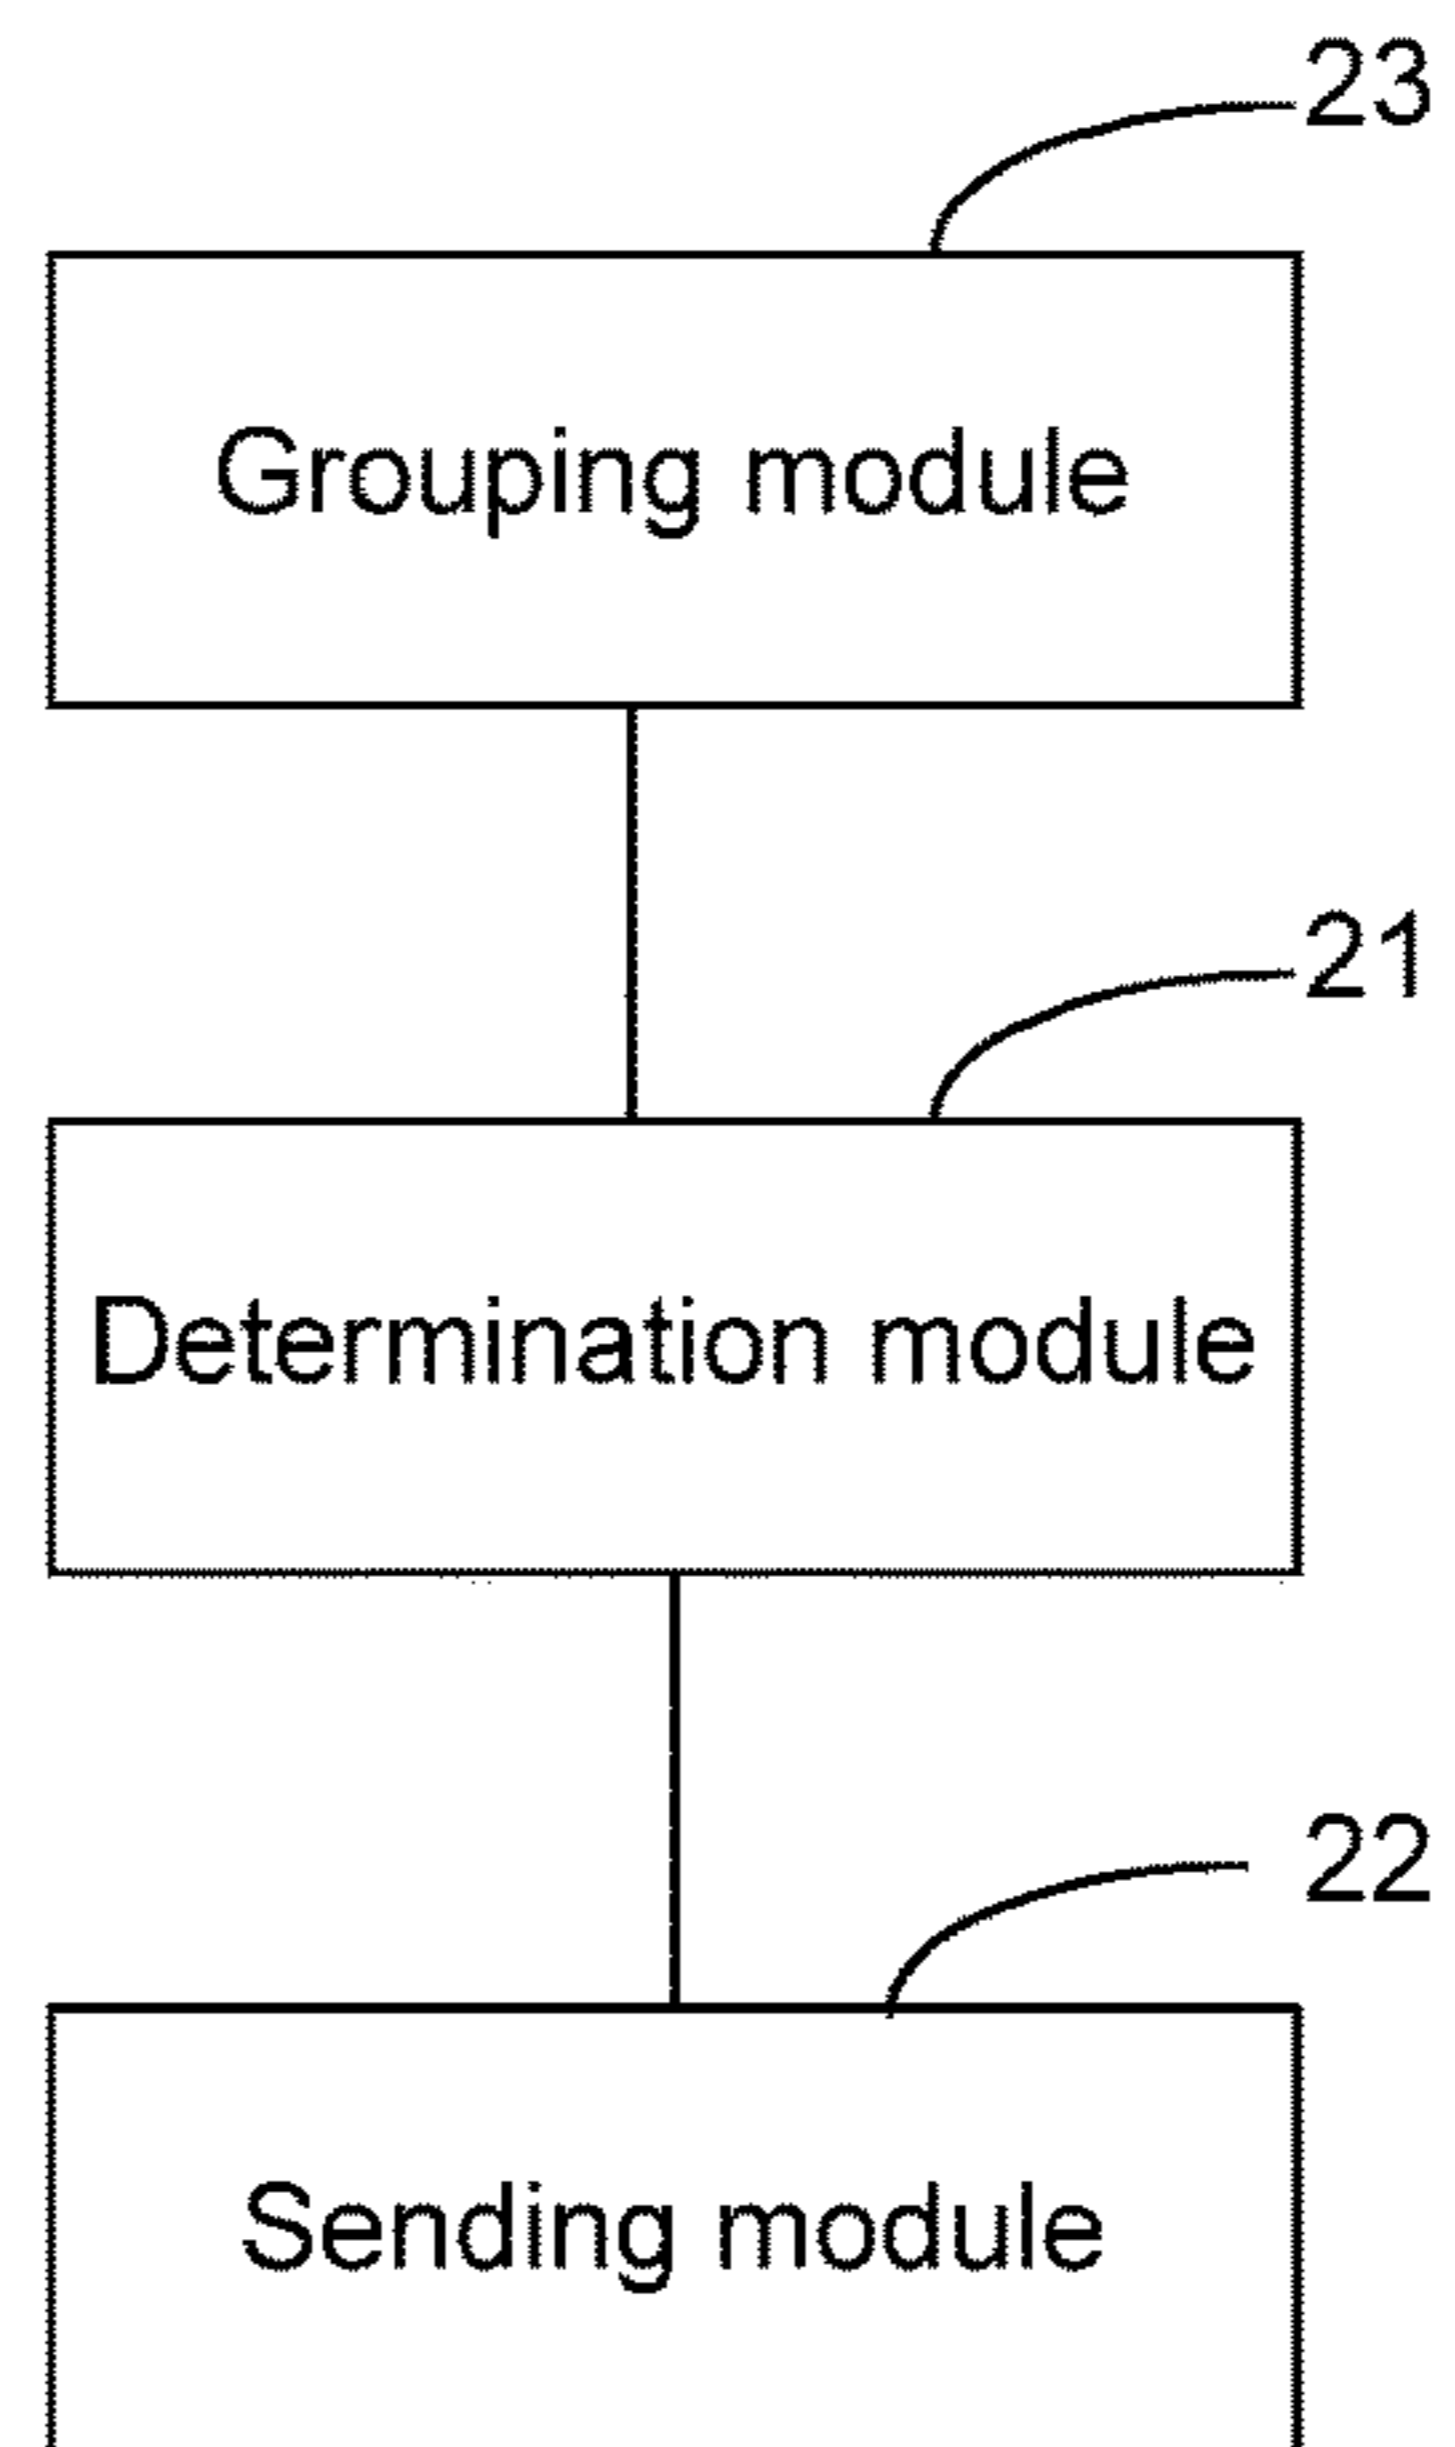 23
Grouping module
21
Determination module
22
Sending module